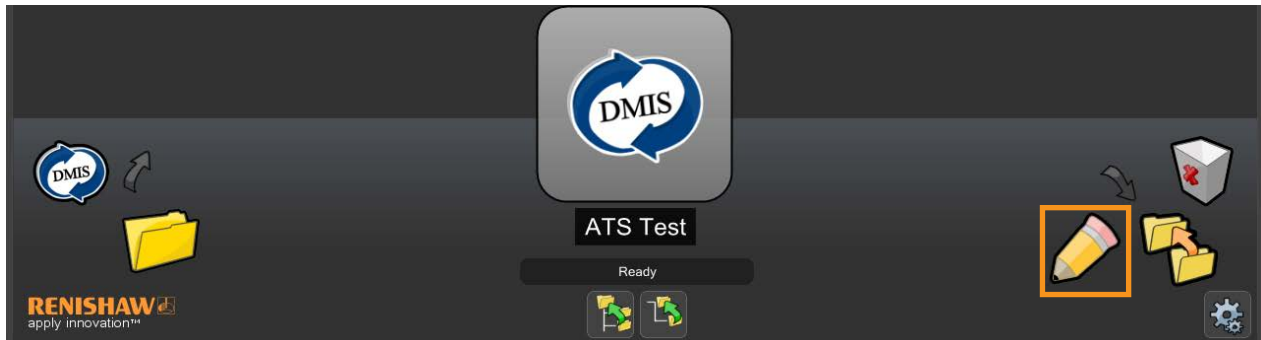 DMIS
DMIS
ATS Test
Ready
RENISHAW
apply innovation™